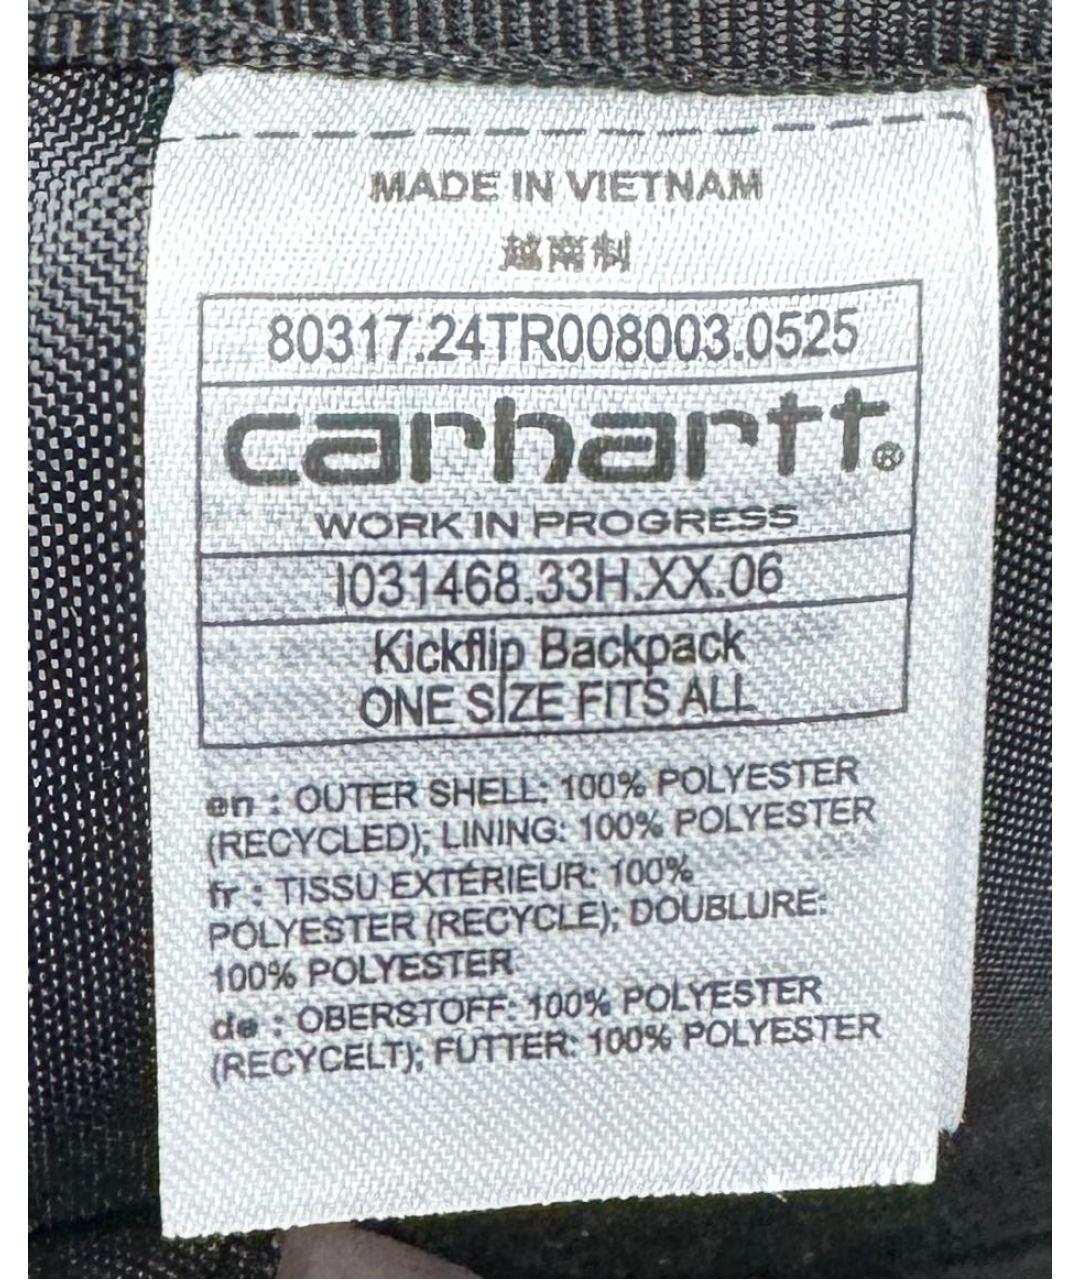 MADE IN VIETNAM
越南制
80317.24TR008003.0525
carhartt®
WORK IN PROGRESS
I031468.33H.XX.06
Kickflip Backpack
ONE SIZE FITS ALL
en : OUTER SHELL: 100% POLYESTER
(RECYCLED); LINING: 100% POLYESTER
fr : TISSU EXTÉRIEUR: 100%
POLYESTER (RECYCLE); DOUBLURE:
100% POLYESTER
de : OBERSTOFF: 100% POLYESTER
(RECYCELT); FUTTER: 100% POLYESTER